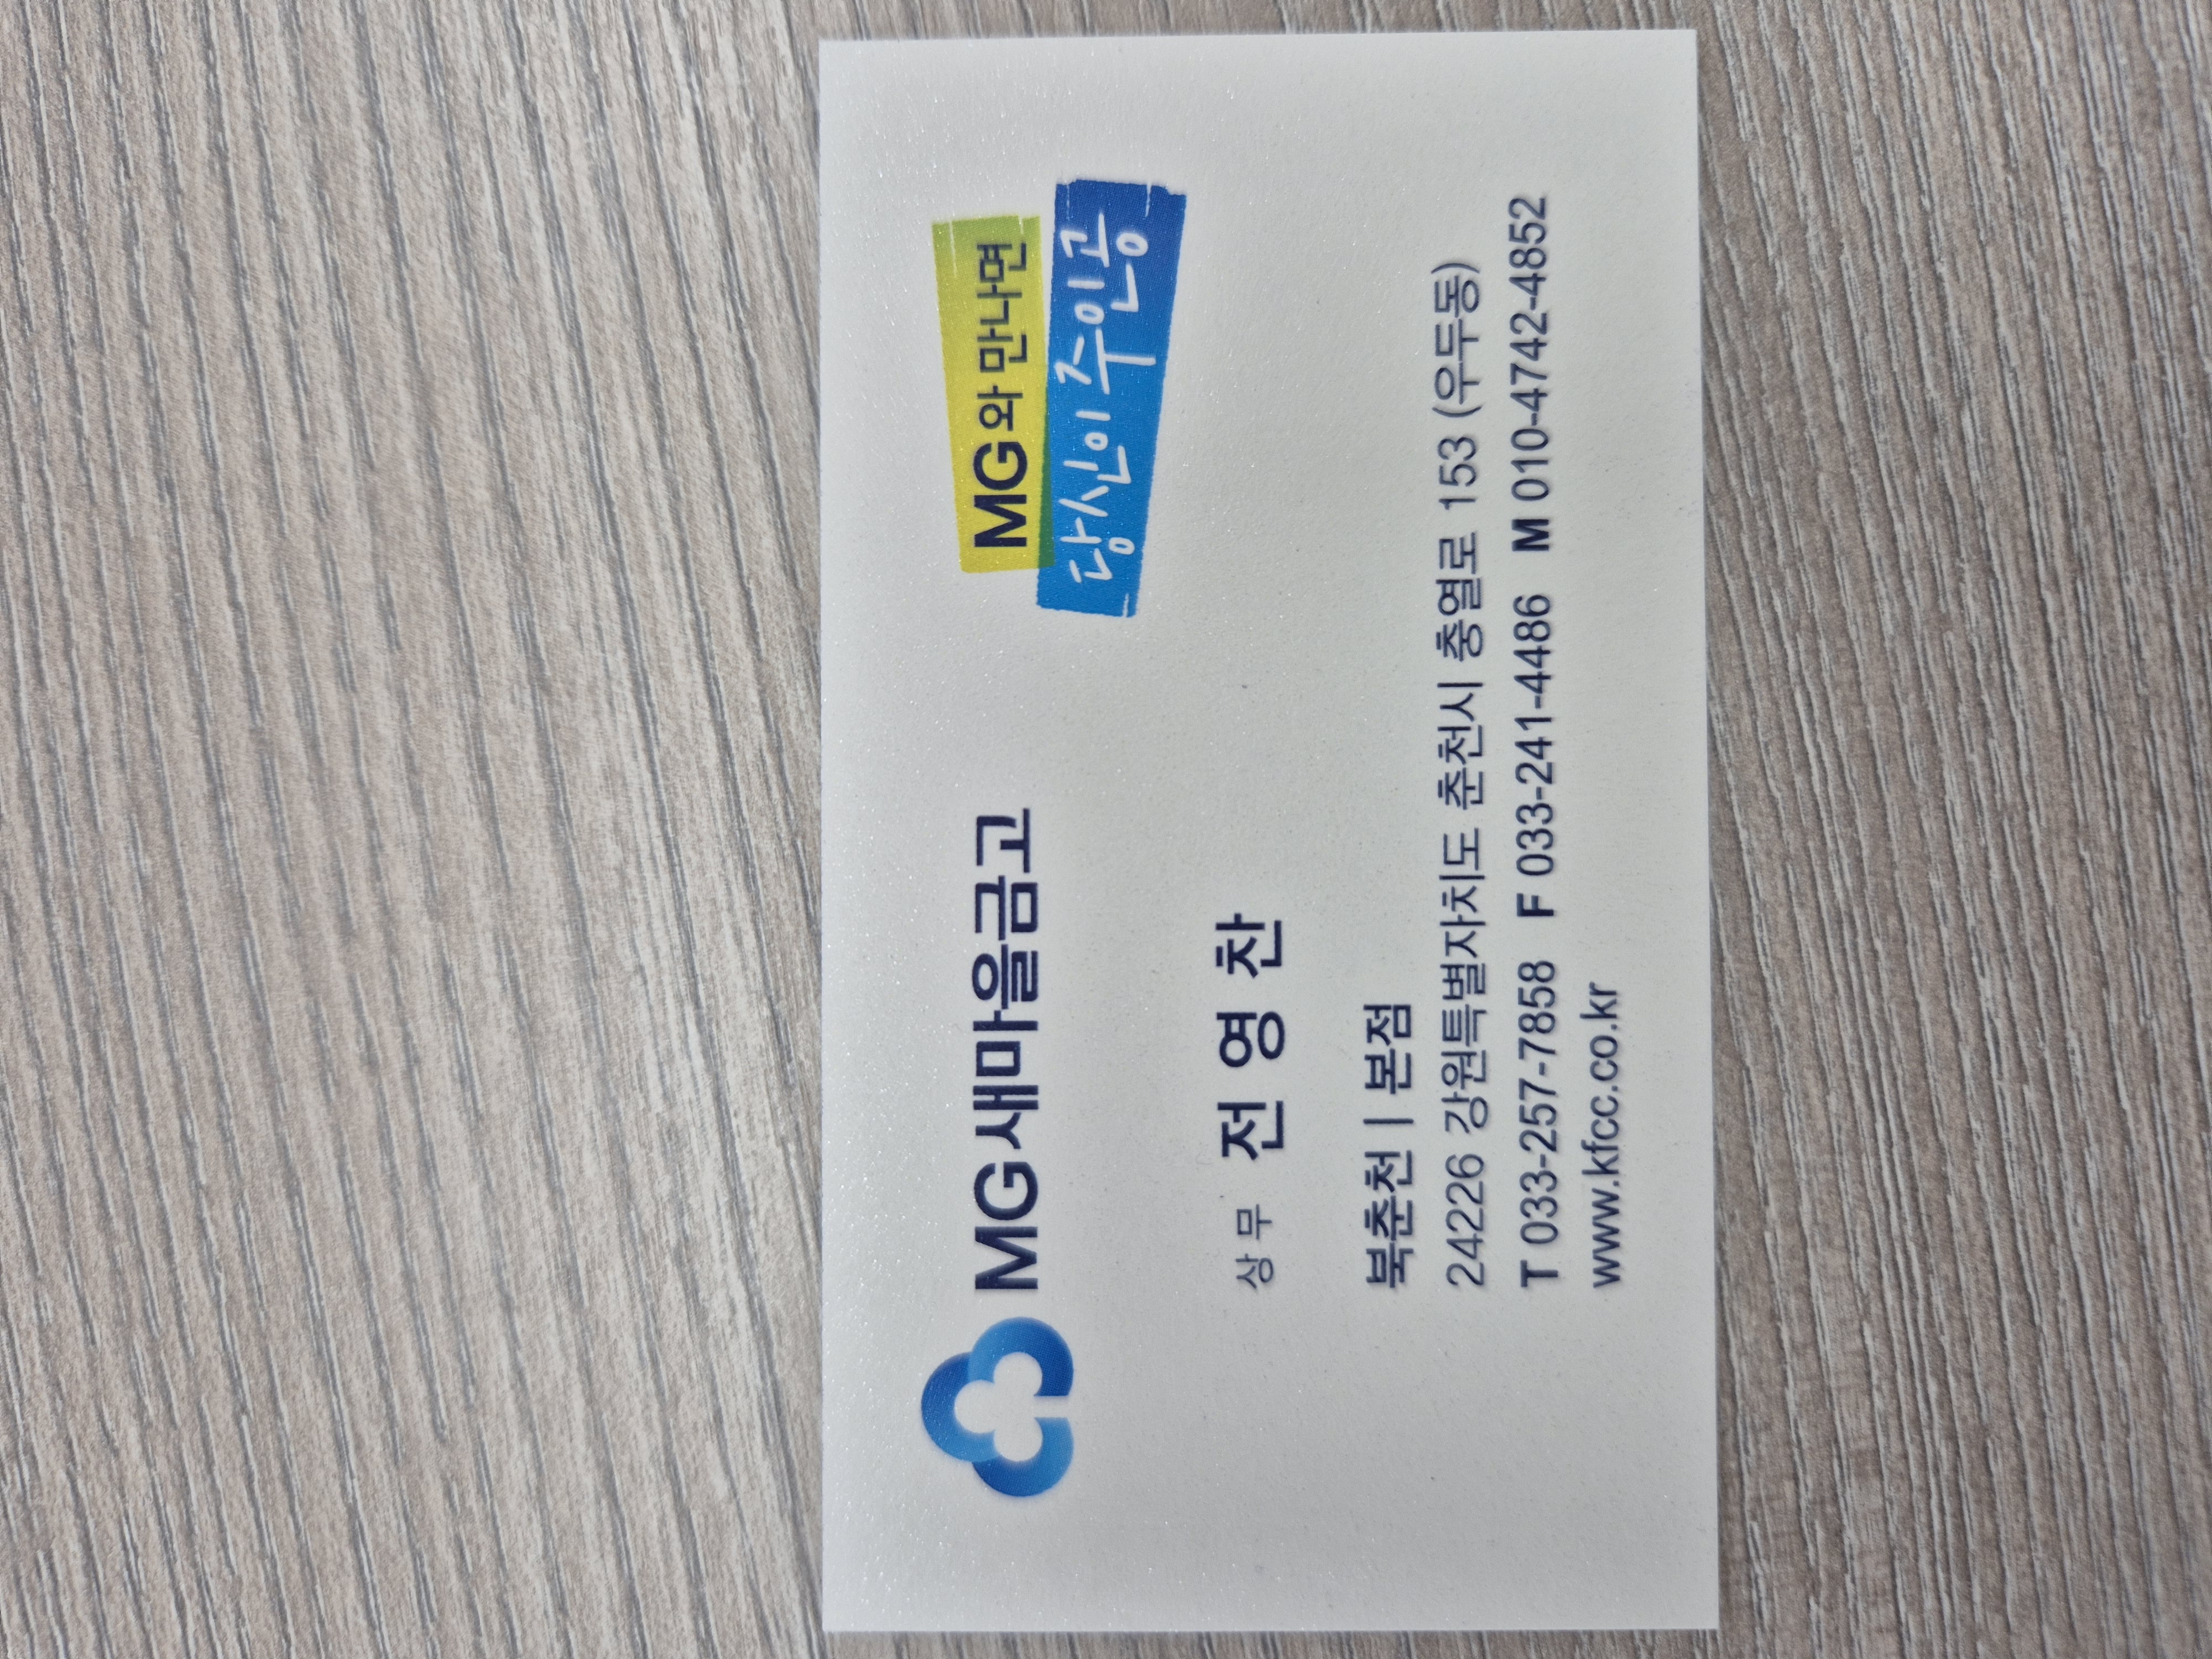 MG새마을금고
MG와 만나면
당신이 주인공
상무 전영찬
북춘천 | 본점
24226 강원특별자치도 춘천시 충열로 153 (우두동)
T 033-257-7858 F 033-241-4486 M 010-4742-4852
www.kfcc.co.kr